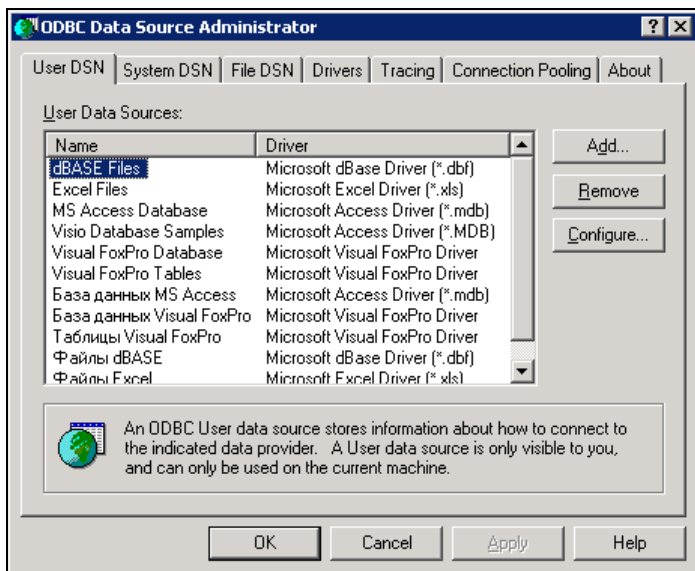 ODBC Data Source Administrator
User DSN System DSN File DSN Drivers Tracing Connection Pooling About
User Data Sources:
Name Driver
dBASE Files Microsoft dBase Driver (*.dbf)
Excel Files Microsoft Excel Driver (*.xls)
MS Access Database Microsoft Access Driver (*.mdb)
Visio Database Samples Microsoft Access Driver (*.MDB)
Visual FoxPro Database Microsoft Visual FoxPro Driver
Visual FoxPro Tables Microsoft Visual FoxPro Driver
База данных MS Access Microsoft Access Driver (*.mdb)
База данных Visual FoxPro Microsoft Visual FoxPro Driver
Таблицы Visual FoxPro Microsoft Visual FoxPro Driver
Файлы dBASE Microsoft dBase Driver (*.dbf)
Файлы Excel Microsoft Excel Driver (*.xls)
Add...
Remove
Configure...
An ODBC User data source stores information about how to connect to
the indicated data provider. A User data source is only visible to you,
and can only be used on the current machine.
OK Cancel Apply Help